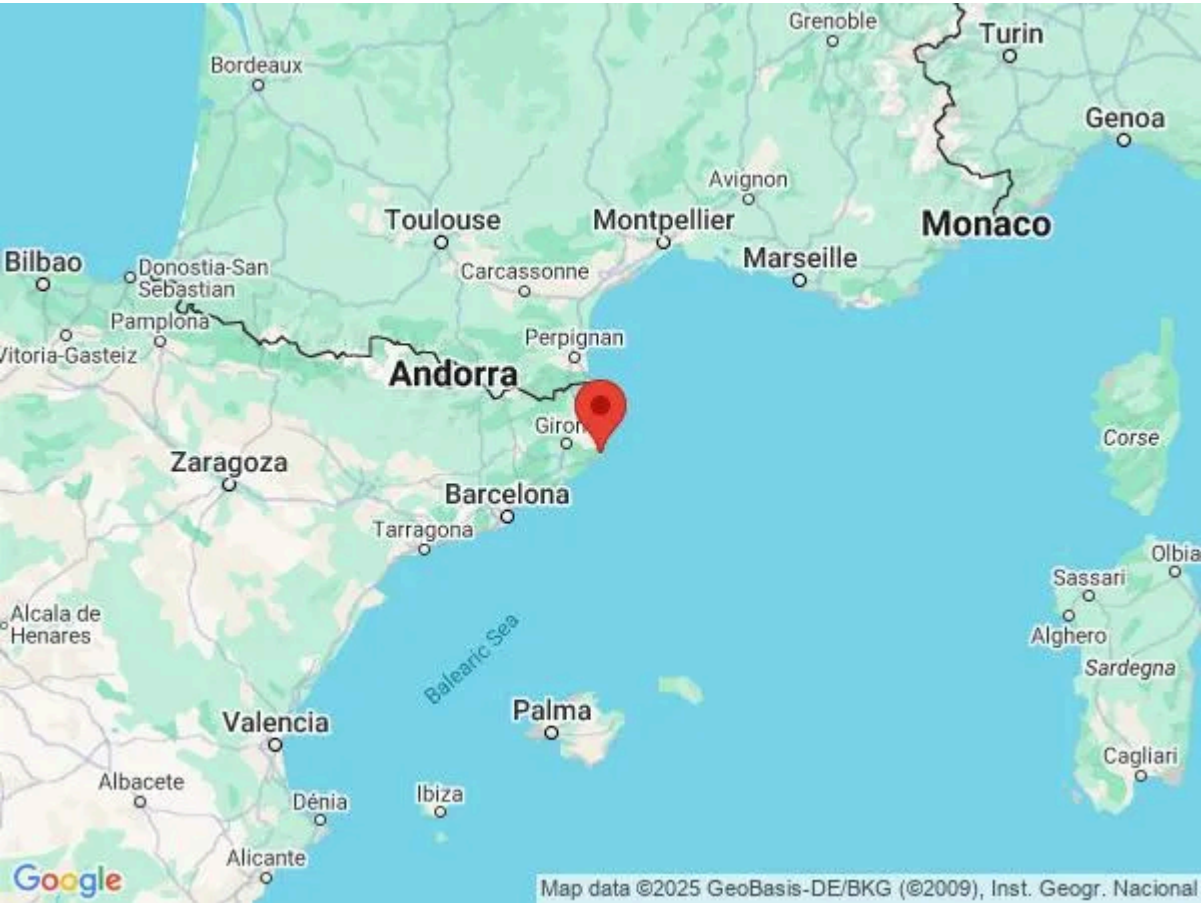 Grenoble
Turin
Bordeaux
Genoa
Avignon
Toulouse
Montpellier
Monaco
Marseille
Bilbao
Donostia-San
Sebastian
Carcassonne
Pamplona
Perpignan
Vitoria-Gasteiz
Andorra
Giron
Corse
Zaragoza
Barcelona
Tarragona
Olbia
Sassari
Alcala de
Henares
Alghero
Balearic Sea
Sardegna
Palma
Valencia
Cagliari
Albacete
Ibiza
Dénia
Alicante
Google
Map data ©2025 GeoBasis-DE/BKG (©2009), Inst. Geogr. Nacional